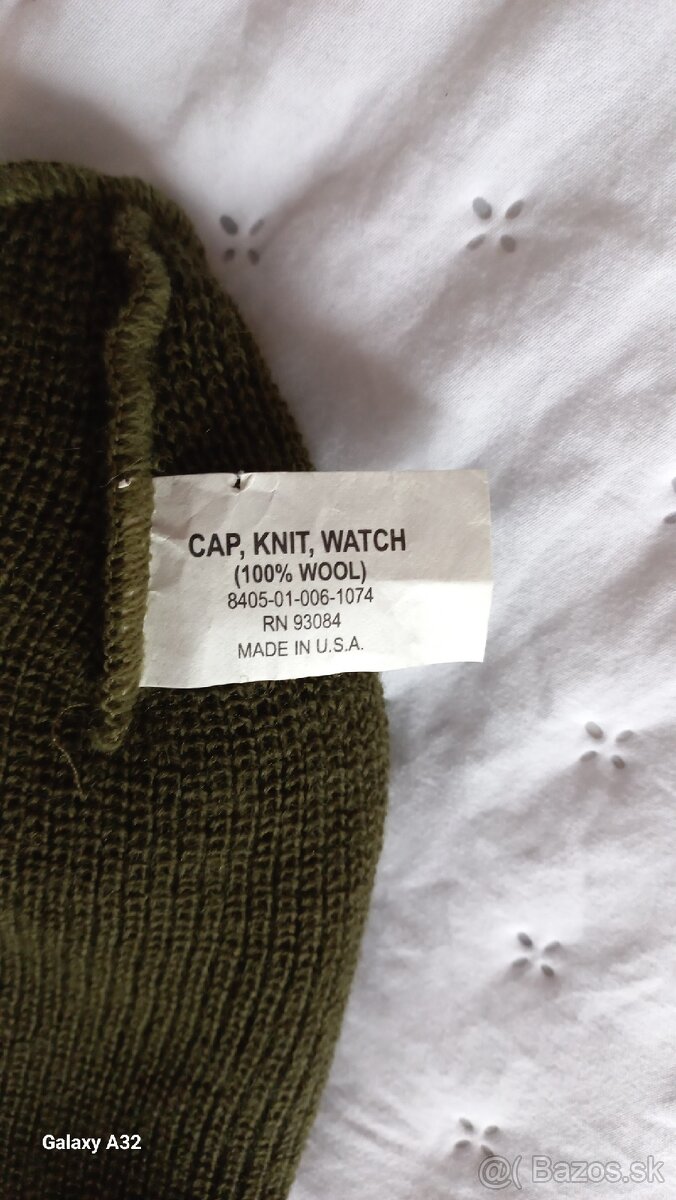 CAP, KNIT, WATCH
(100% WOOL)
8405-01-006-1074
RN 93084
MADE IN U.S.A.
Galaxy A32
@( Bazos.sk